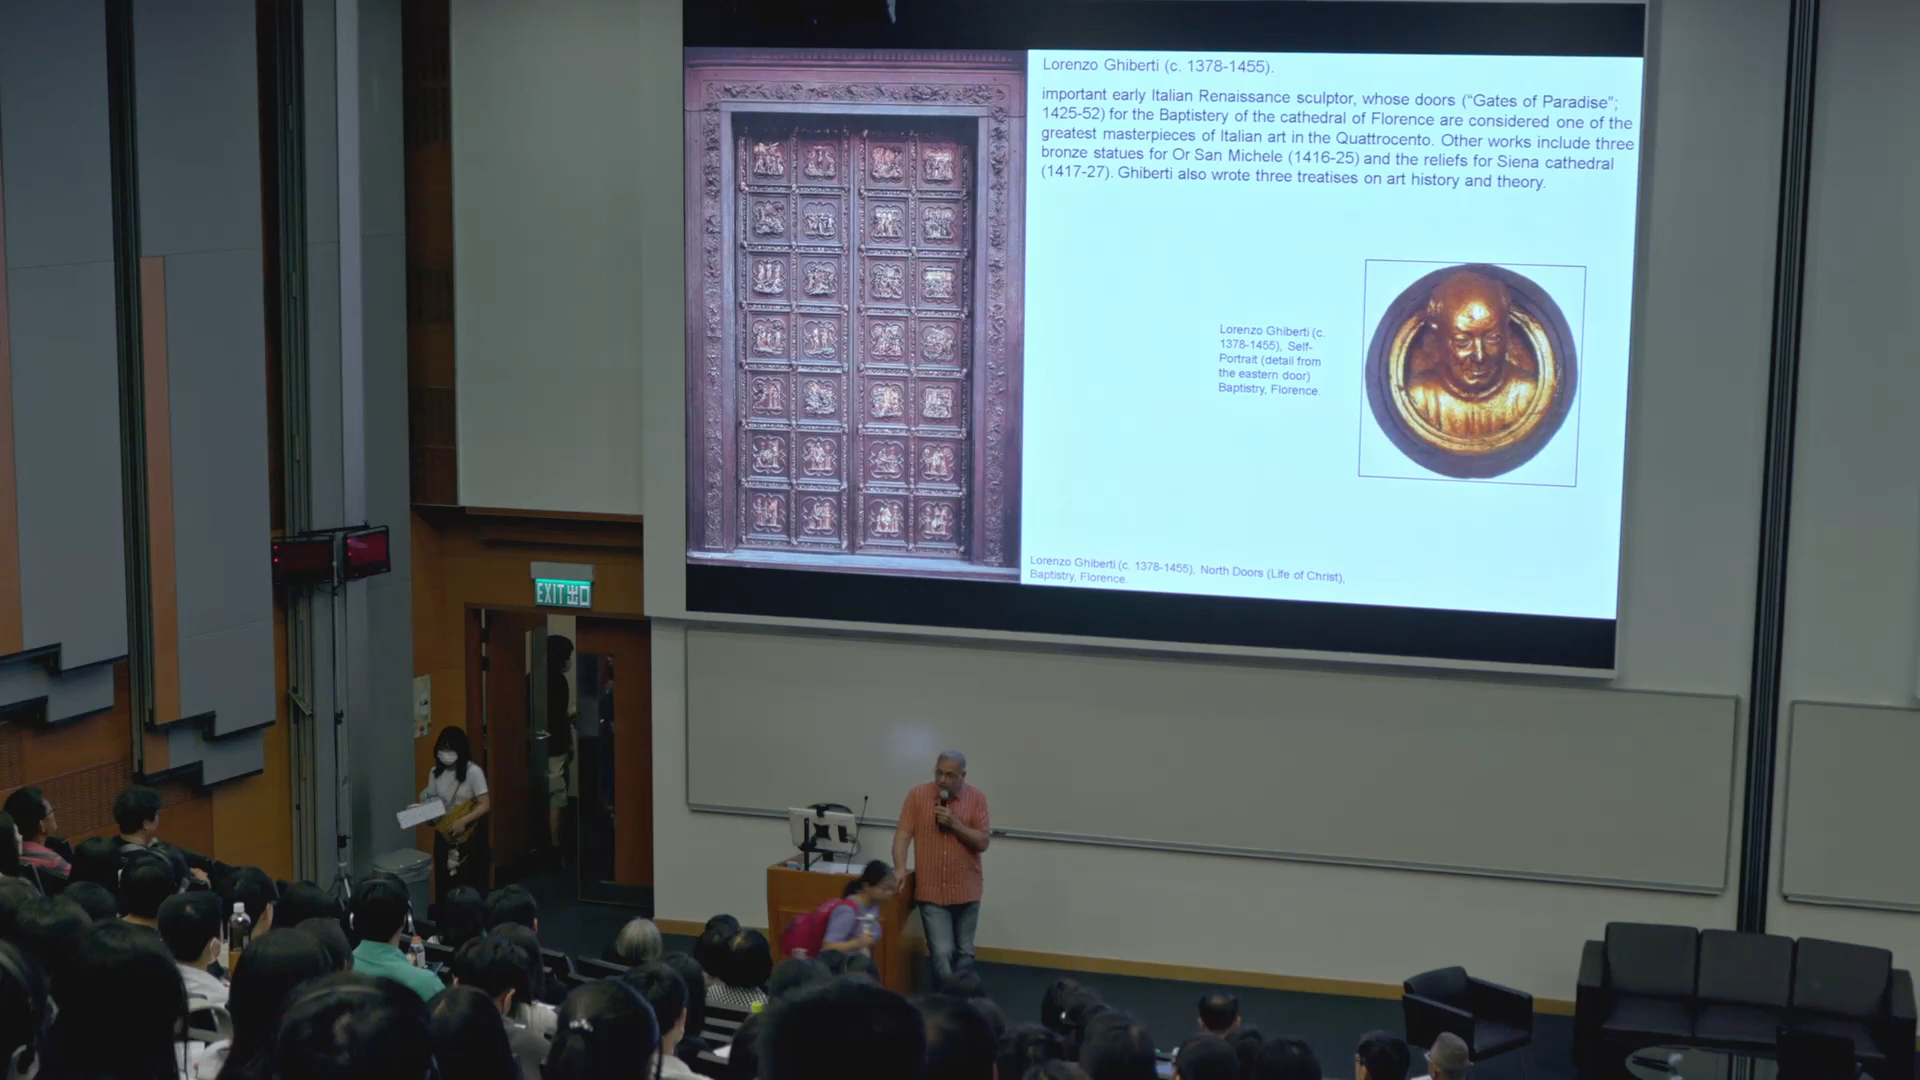 Lorenzo Ghiberti (c. 1378-1455).
important early Italian Renaissance sculptor, whose doors (“Gates of Paradise”;
1425-52) for the Baptistery of the cathedral of Florence are considered one of the
greatest masterpieces of Italian art in the Quattrocento. Other works include three
bronze statues for Or San Michele (1416-25) and the reliefs for Siena cathedral
(1417-27). Ghiberti also wrote three treatises on art history and theory.
Lorenzo Ghiberti (c.
1378-1455), Self-
Portrait (detail from
the eastern door)
Baptistry, Florence.
Lorenzo Ghiberti (c. 1378-1455), North Doors (Life of Christ),
Baptistry, Florence.
EXIT 出口